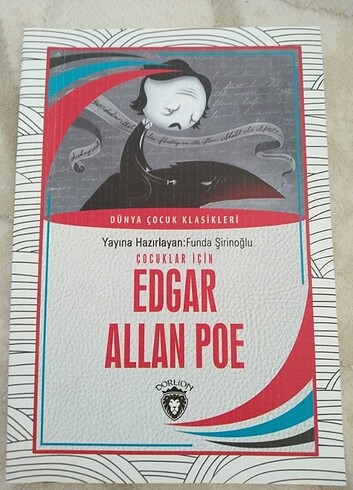 DÜNYA ÇOCUK KLASİKLERİ
Yayına Hazırlayan:Funda Şirinoğlu
ÇOCUKLAR İÇİN
EDGAR
ALLAN POE
DORLION